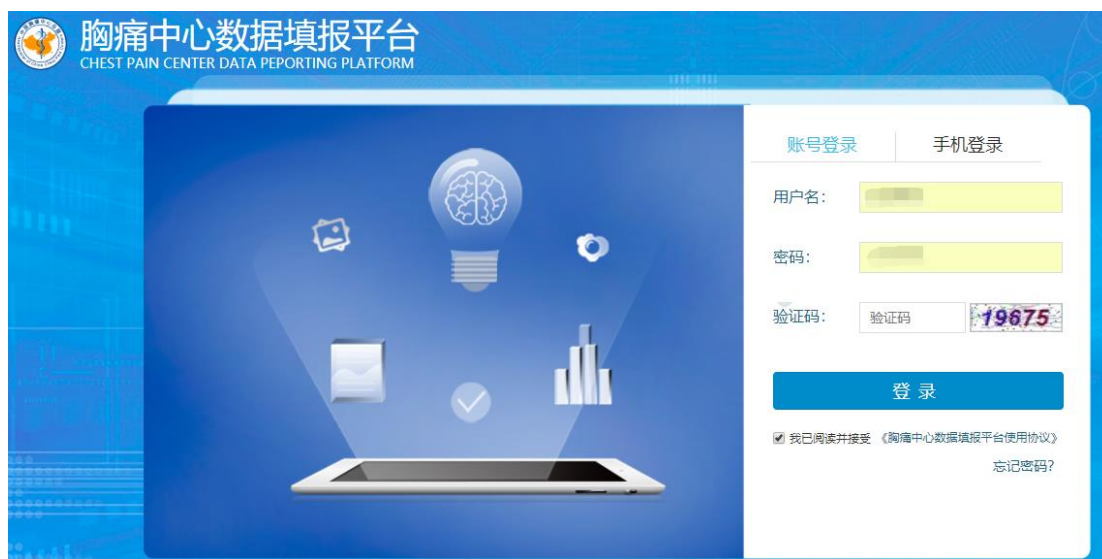 胸痛中心数据填报平台
CHEST PAIN CENTER DATA PEPORTING PLATFORM
账号登录 手机登录
用户名：
密码：
验证码： 验证码 19675
登 录
我已阅读并接受 《胸痛中心数据填报平台使用协议》
忘记密码?